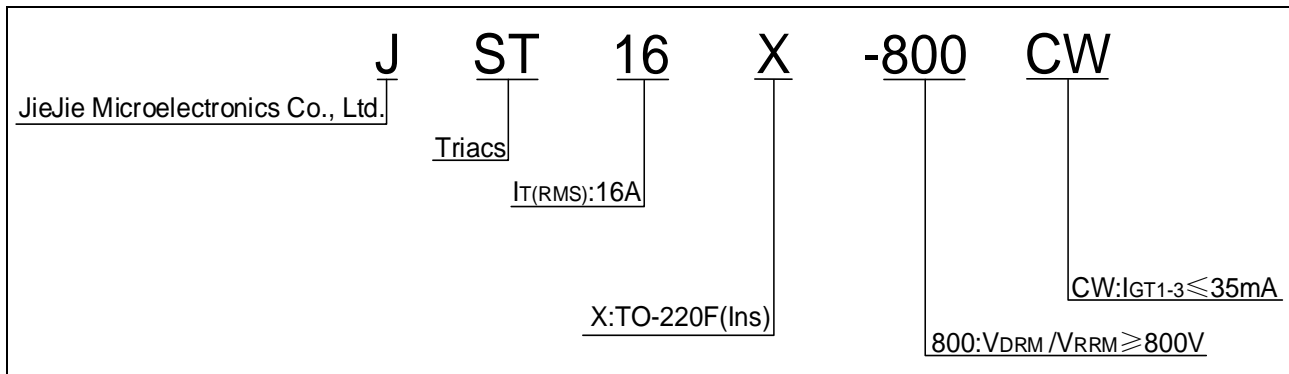 J ST 16 X -800 CW
JieJie Microelectronics Co., Ltd.
Triacs
IT(RMS):16A
CW:IGT1-3≤35mA
X:TO-220F(Ins)
800:VDRM /VRRM≥800V